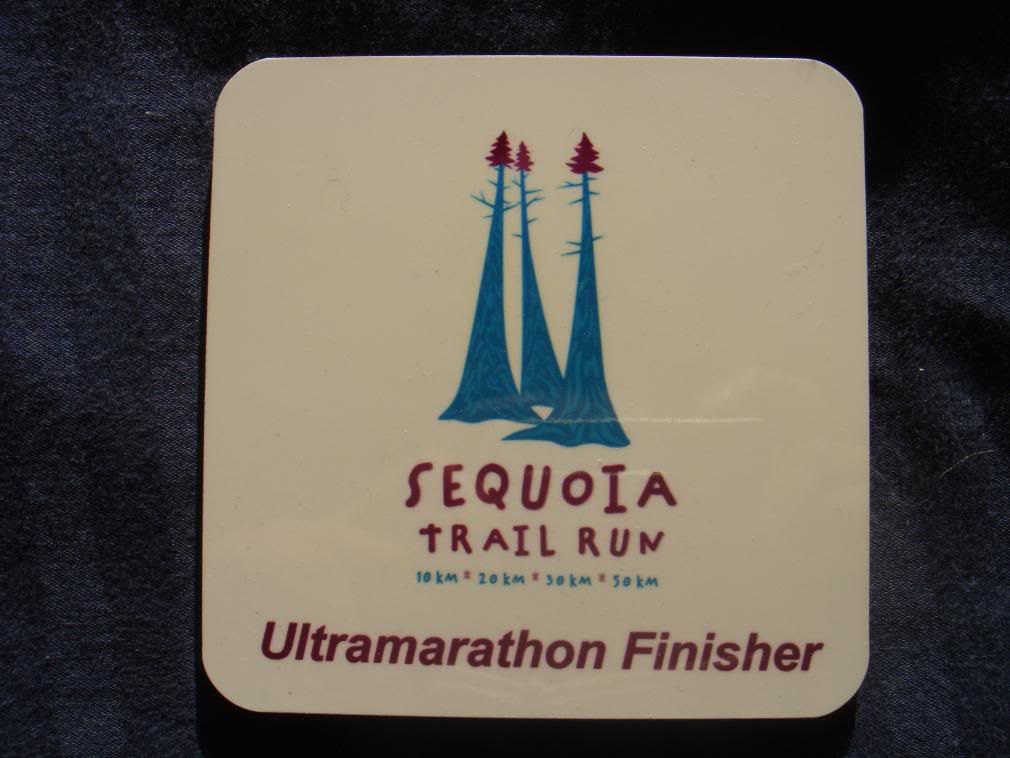 SEQUOIA
TRAIL RUN
10 km * 20 km * 30 km * 50 km
Ultramarathon Finisher